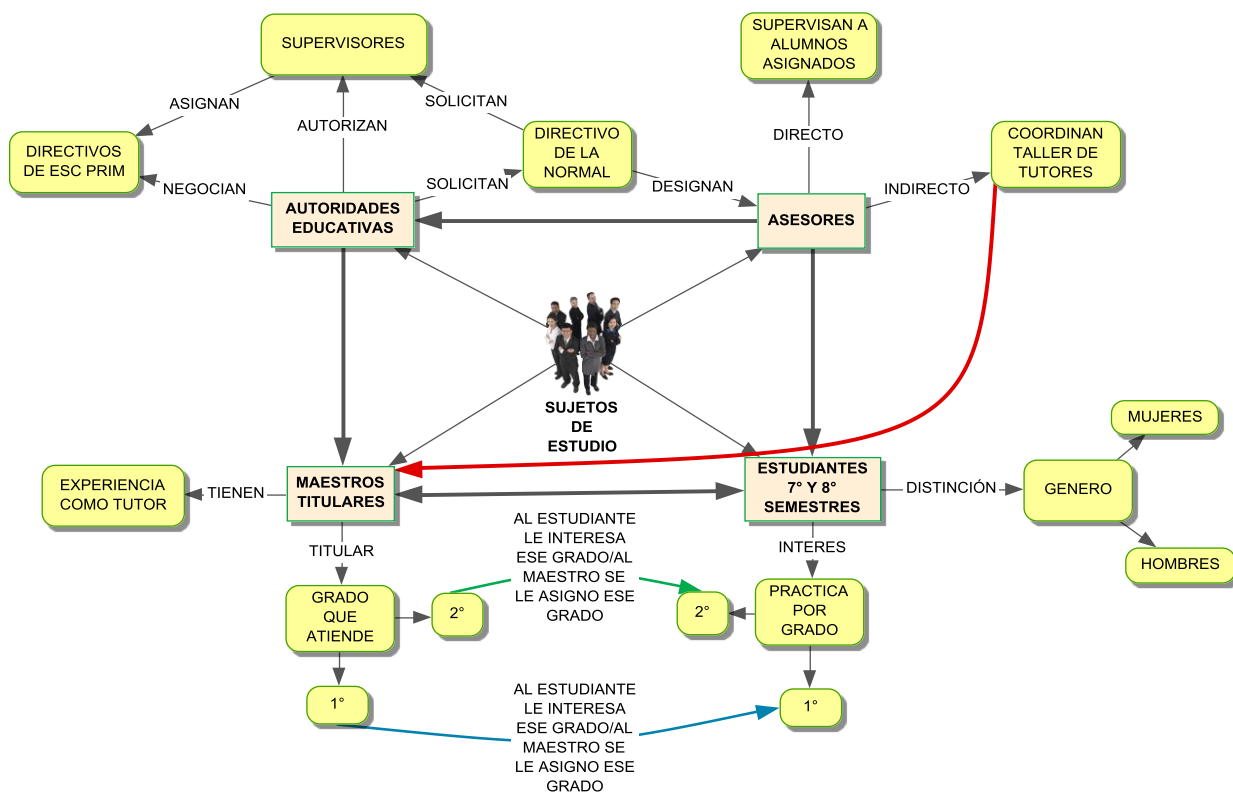 SUPERVISORES
SUPERVISAN A
ALUMNOS
ASIGNADOS
ASIGNAN
SOLICITAN
AUTORIZAN
DIRECTIVOS
DE ESC PRIM
DIRECTIVO
DE LA
NORMAL
DIRECTO
COORDINAN
TALLER DE
TUTORES
NEGOCIAN
SOLICITAN
DESIGNAN
INDIRECTO
AUTORIDADES
EDUCATIVAS
ASESORES
SUJETOS
DE
ESTUDIO
MUJERES
EXPERIENCIA
COMO TUTOR
TIENEN
MAESTROS
TITULARES
ESTUDIANTES
7° Y 8°
SEMESTRES
DISTINCIÓN
GENERO
HOMBRES
TITULAR
AL ESTUDIANTE
LE INTERESA
ESE GRADO/AL
MAESTRO SE
LE ASIGNO ESE
GRADO
INTERES
GRADO
QUE
ATIENDE
2°
2°
PRACTICA
POR
GRADO
1°
AL ESTUDIANTE
LE INTERESA
ESE GRADO/AL
MAESTRO SE
LE ASIGNO ESE
GRADO
1°